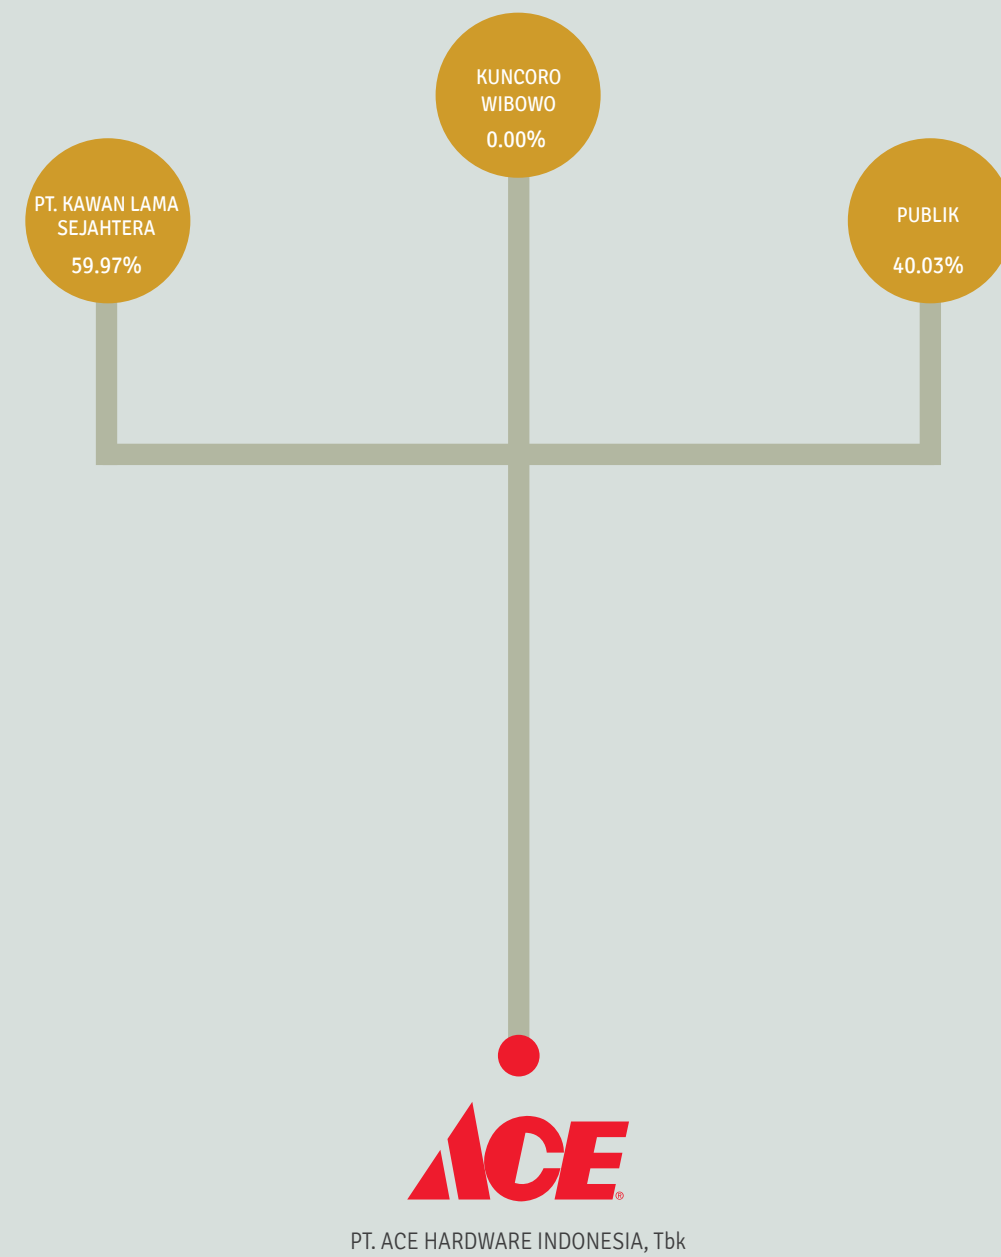 KUNCORO
WIBOWO
0.00%
PT. KAWAN LAMA
SEJAHTERA
59.97%
PUBLIK
40.03%
ACE®
PT. ACE HARDWARE INDONESIA, Tbk